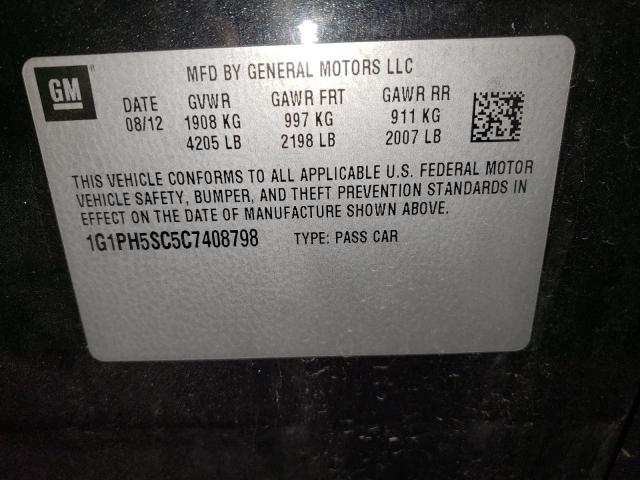 GM ®
MFD BY GENERAL MOTORS LLC
DATE GVWR GAWR FRT GAWR RR
08/12 1908 KG 997 KG 911 KG
4205 LB 2198 LB 2007 LB
THIS VEHICLE CONFORMS TO ALL APPLICABLE U.S. FEDERAL MOTOR
VEHICLE SAFETY, BUMPER, AND THEFT PREVENTION STANDARDS IN
EFFECT ON THE DATE OF MANUFACTURE SHOWN ABOVE.
1G1PH5SC5C7408798 TYPE: PASS CAR